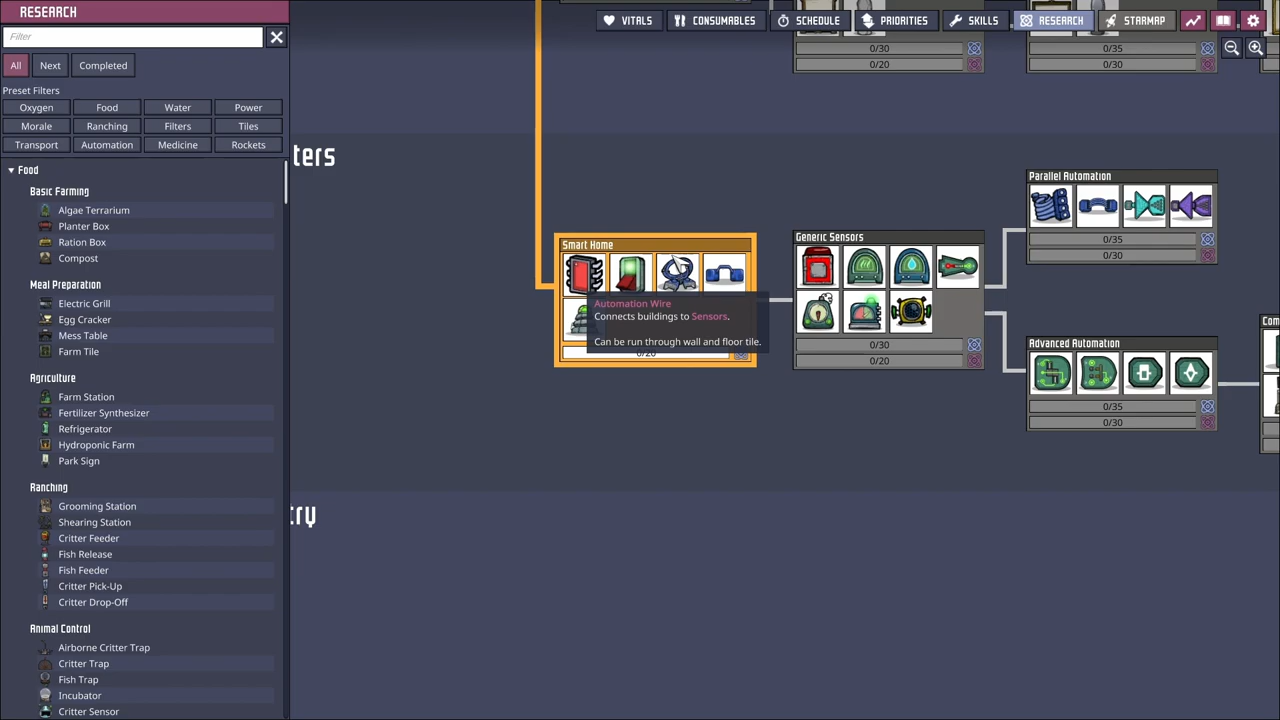 RESEARCH
VITALS
CONSUMABLES
SCHEDULE
PRIORITIES
SKILLS
RESEARCH
STARMAP
Filter
All
Next
Completed
Preset Filters
Oxygen
Food
Water
Power
Morale
Ranching
Filters
Tiles
Transport
Automation
Medicine
Rockets
Food
Basic Farming
Algae Terrarium
Planter Box
Ration Box
Compost
Meal Preparation
Electric Grill
Egg Cracker
Mess Table
Farm Tile
Agriculture
Farm Station
Fertilizer Synthesizer
Refrigerator
Hydroponic Farm
Park Sign
Ranching
Grooming Station
Shearing Station
Critter Feeder
Fish Release
Fish Feeder
Critter Pick-Up
Critter Drop-Off
Animal Control
Airborne Critter Trap
Critter Trap
Fish Trap
Incubator
Critter Sensor
0/30
0/20
0/35
0/30
ters
Smart Home
Automation Wire
Connects buildings to Sensors.
Can be run through wall and floor tile.
0/20
Generic Sensors
0/30
0/20
Parallel Automation
0/35
0/30
Advanced Automation
0/35
0/30
Com
try